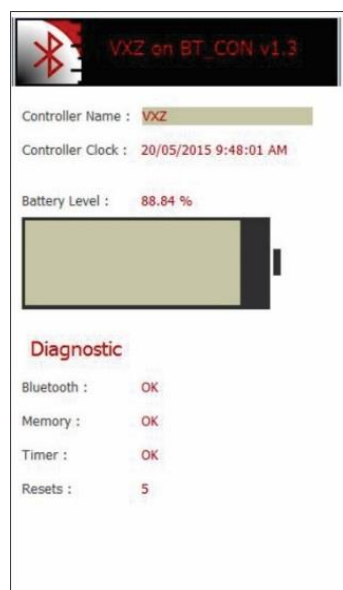 VXZ on BT_CON v1.3
Controller Name : VXZ
Controller Clock : 20/05/2015 9:48:01 AM
Battery Level : 88.84 %
Diagnostic
Bluetooth : OK
Memory : OK
Timer : OK
Resets : 5